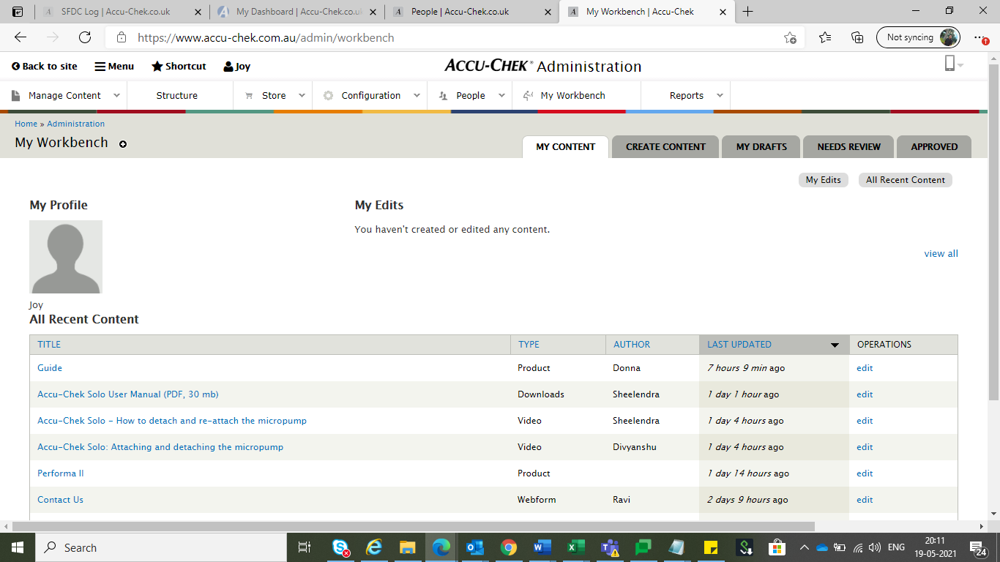 SFDC Log | Accu-Chek.co.uk
My Dashboard | Accu-Chek.co.uk
People | Accu-Chek.co.uk
My Workbench | Accu-Chek
https://www.accu-chek.com.au/admin/workbench
Not syncing
Back to site
Menu
Shortcut
Joy
ACCU-CHEK® Administration
Manage Content
Structure
Store
Configuration
People
My Workbench
Reports
Home » Administration
My Workbench
MY CONTENT
CREATE CONTENT
MY DRAFTS
NEEDS REVIEW
APPROVED
My Edits
All Recent Content
My Profile
My Edits
You haven't created or edited any content.
view all
Joy
All Recent Content
TITLE TYPE AUTHOR LAST UPDATED OPERATIONS
Guide Product Donna 7 hours 9 min ago edit
Accu-Chek Solo User Manual (PDF, 30 mb) Downloads Sheelendra 1 day 1 hour ago edit
Accu-Chek Solo - How to detach and re-attach the micropump Video Sheelendra 1 day 4 hours ago edit
Accu-Chek Solo: Attaching and detaching the micropump Video Divyanshu 1 day 4 hours ago edit
Performa II Product 1 day 14 hours ago edit
Contact Us Webform Ravi 2 days 9 hours ago edit
Search
ENG
20:11
19-05-2021
24